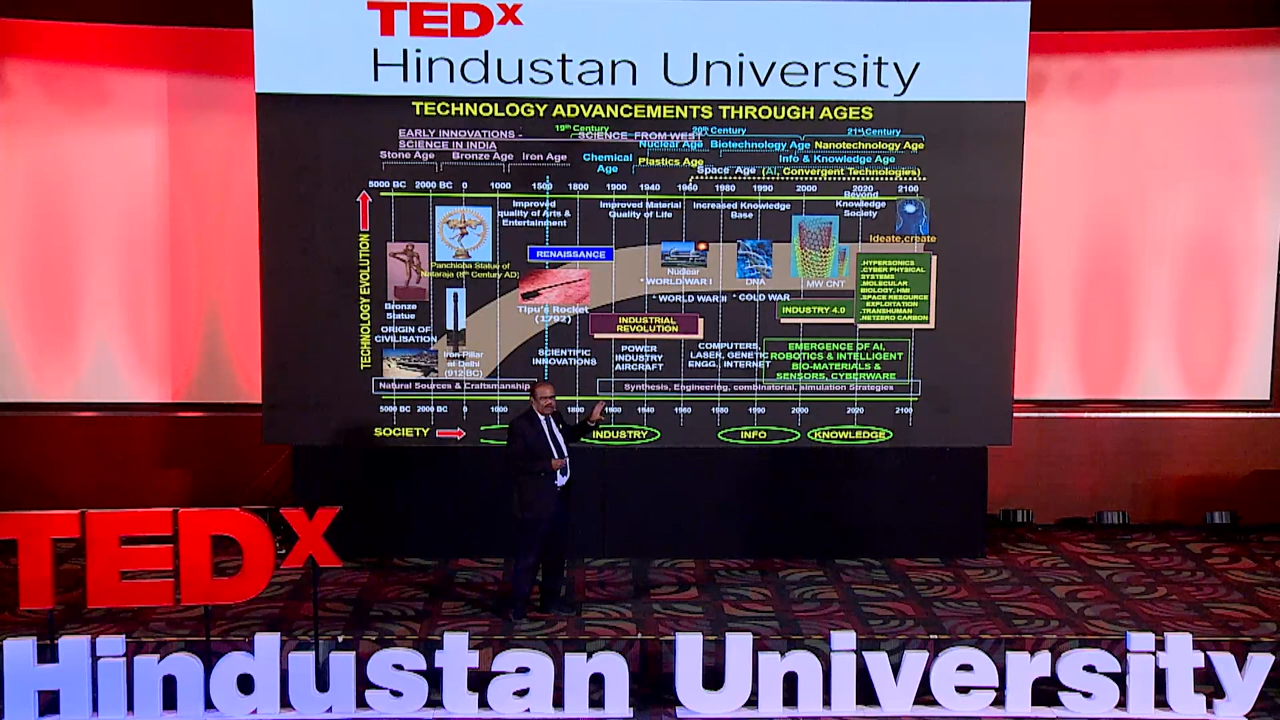 TEDx
Hindustan University
TECHNOLOGY ADVANCEMENTS THROUGH AGES
19th Century
20th Century
21st Century
EARLY INNOVATIONS -
SCIENCE IN INDIA
SCIENCE FROM WEST
Nuclear Age
Biotechnology Age
Nanotechnology Age
Stone Age
Bronze Age
Iron Age
Chemical
Age
Plastics Age
Info & Knowledge Age
Space Age
(AI, Convergent Technologies)
5000 BC 2000 BC 0 1000 1500 1800 1900 1940 1960 1980 1990 2000 2020 2100
Improved
quality of Arts &
Entertainment
Improved Material
Quality of Life
Increased Knowledge
Base
Beyond
Knowledge
Society
Ideate,create
TECHNOLOGY EVOLUTION
RENAISSANCE
Panchloha Statue of
Nataraja (8th Century AD)
Bronze
Statue
Nuclear
* WORLD WAR I
DNA
MW CNT
.HYPERSONICS
.CYBER PHYSICAL
SYSTEMS
.MOLECULAR
BIOLOGY, HMI
.SPACE RESOURCE
EXPLOITATION
.TRANSHUMAN
.NETZERO CARBON
* WORLD WAR II
* COLD WAR
Tipu's Rocket
(1792)
INDUSTRY 4.0
INDUSTRIAL
REVOLUTION
ORIGIN OF
CIVILISATION
Iron Pillar
at Delhi
(912 BC)
SCIENTIFIC
INNOVATIONS
POWER
INDUSTRY
AIRCRAFT
COMPUTERS,
LASER, GENETIC
ENGG, INTERNET
EMERGENCE OF AI,
ROBOTICS & INTELLIGENT
BIO-MATERIALS &
SENSORS, CYBERWARE
Natural Sources & Craftsmanship
Synthesis, Engineering, combinatorial, simulation Strategies
5000 BC 2000 BC 0 1000 1800 1900 1940 1960 1980 1990 2000 2020 2100
SOCIETY
INDUSTRY
INFO
KNOWLEDGE
TEDx
Hindustan University